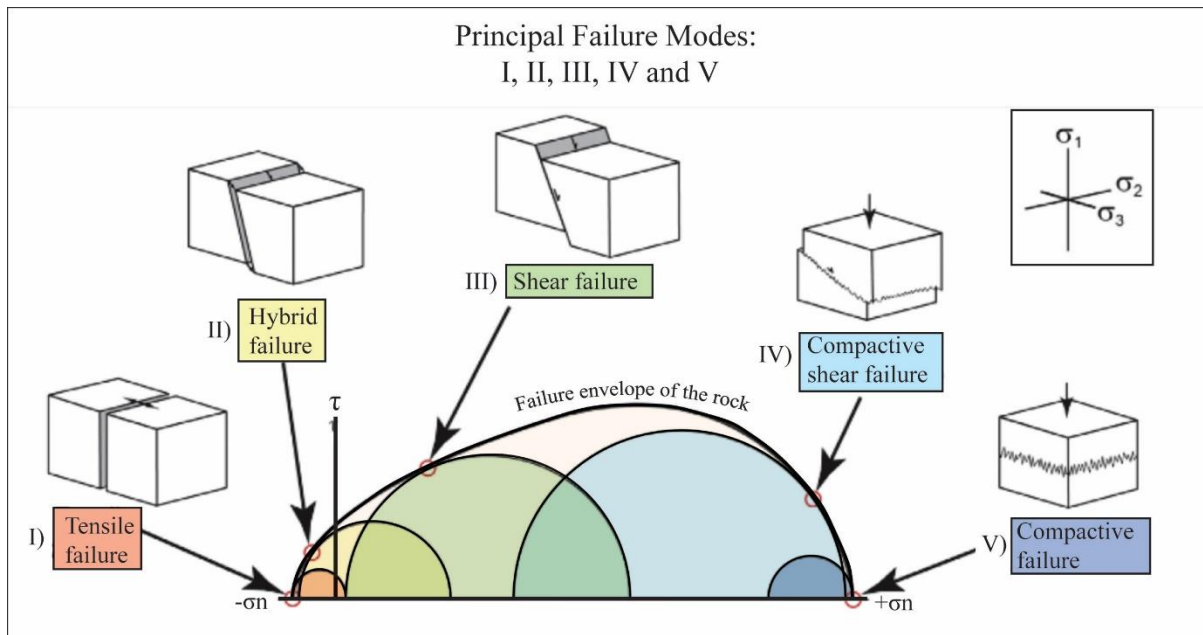 Principal Failure Modes:
I, II, III, IV and V
σ1
σ2
σ3
III) Shear failure
II) Hybrid
failure
IV) Compactive
shear failure
τ
Failure envelope of the rock
I) Tensile
failure
V) Compactive
failure
-σn
+σn